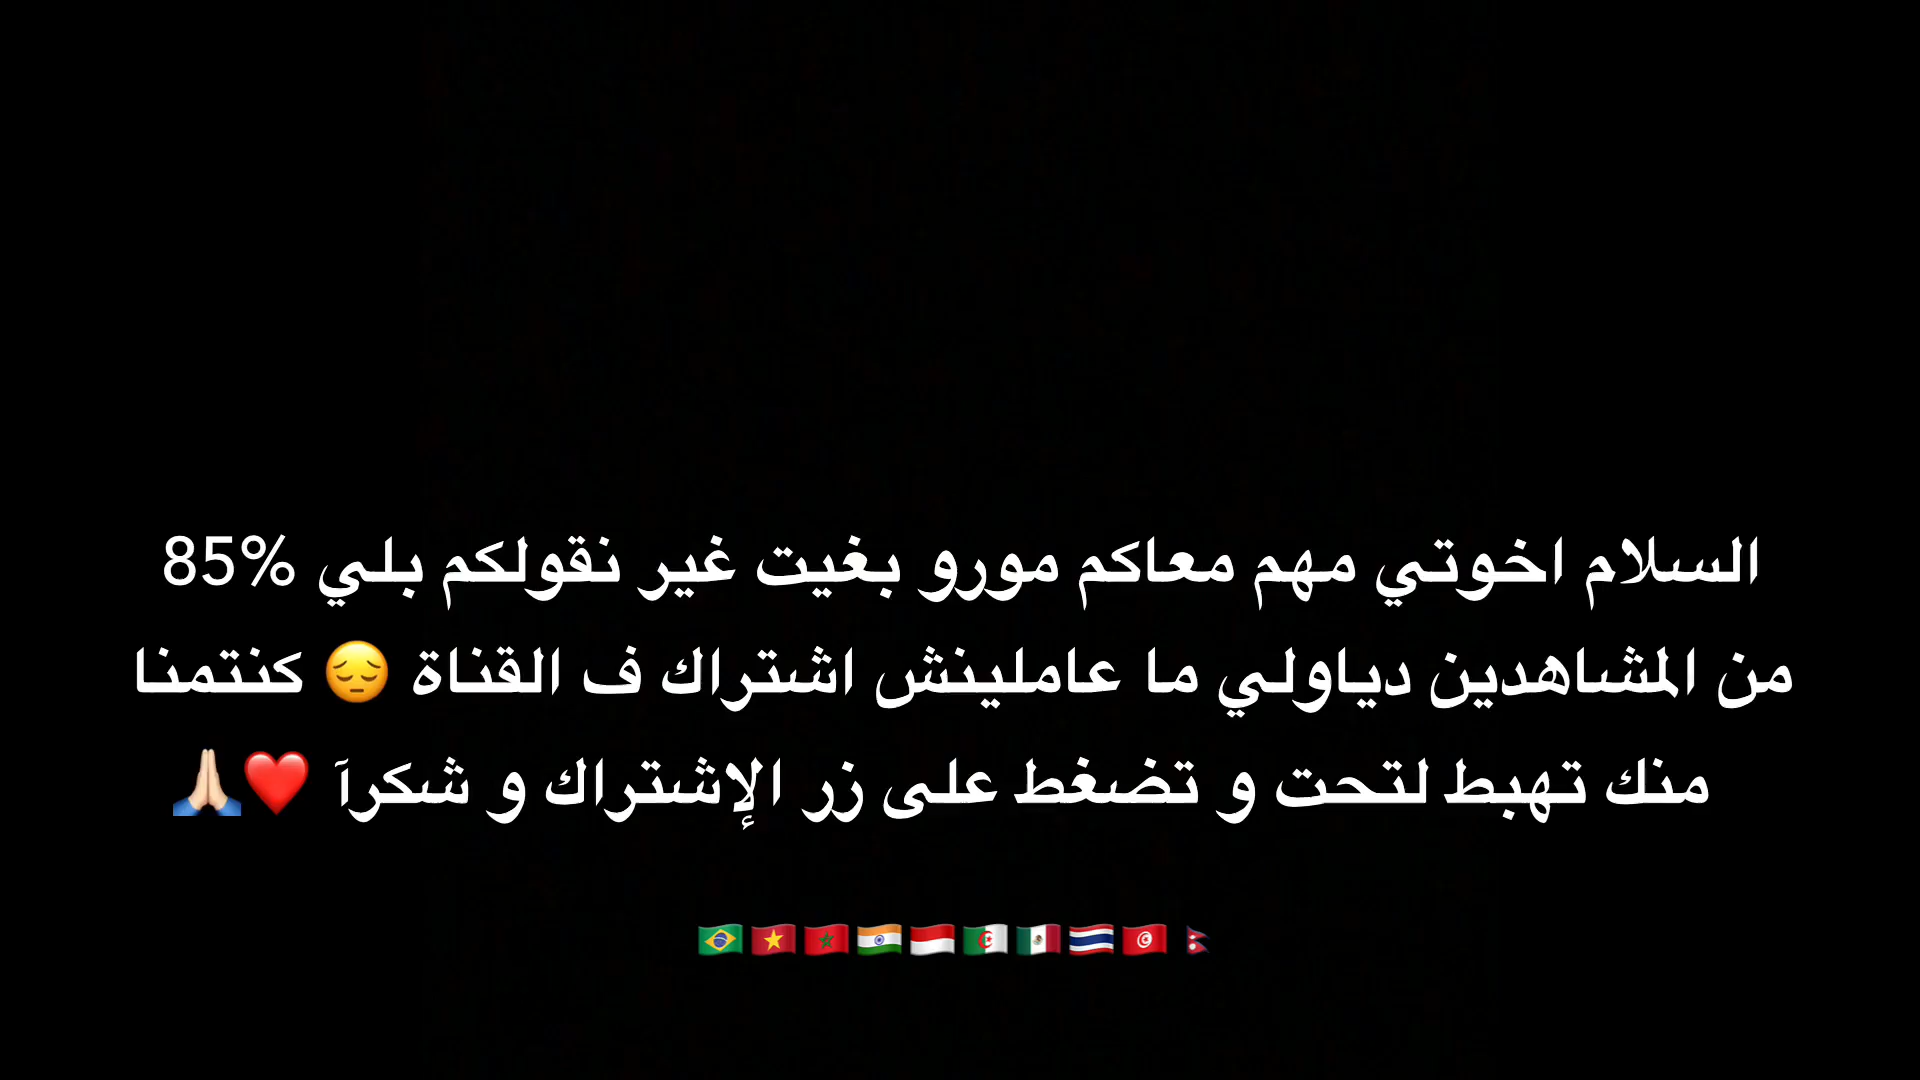 السلام اخوتي مهم معاكم مورو بغيت غير نقولكم بلي 85%
من المشاهدين دياولي ما عاملينش اشتراك ف القناة 😔 كنتمنا
منك تهبط لتحت و تضغط على زر الإشتراك و شكرآ ❤️🙏🏻
🇧🇷🇻🇳🇲🇦🇮🇳🇮🇩🇩🇿🇲🇽🇹🇭🇹🇳🇳🇵